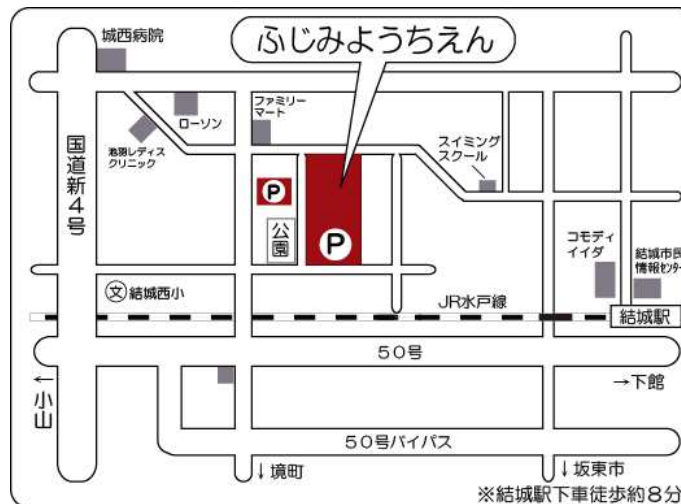 城西病院
ふじみようちえん
ファミリー
マート
ローソン
レディス
クリニック
スイミング
スクール
国道新4号
P
公園
P
コモディ
イイダ
結城市民
情報センター
文 結城西小
JR水戸線
結城駅
50号
←小山
→下館
50号バイパス
↓境町
↓坂東市
※結城駅下車徒歩約8分